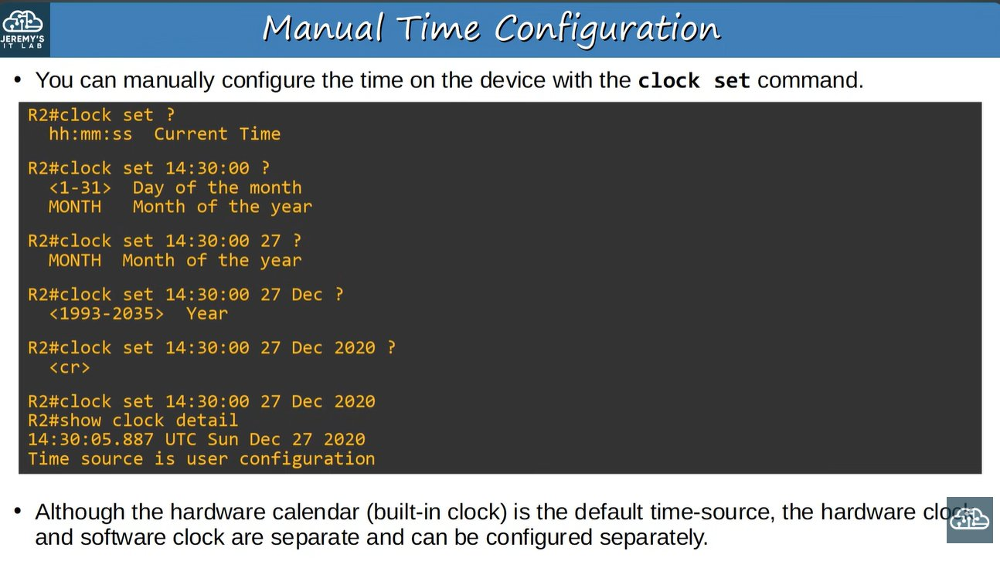 JEREMY'S
IT LAB
Manual Time Configuration
• You can manually configure the time on the device with the clock set command.
R2#clock set ?
  hh:mm:ss  Current Time
R2#clock set 14:30:00 ?
  <1-31>  Day of the month
  MONTH   Month of the year
R2#clock set 14:30:00 27 ?
  MONTH  Month of the year
R2#clock set 14:30:00 27 Dec ?
  <1993-2035>  Year
R2#clock set 14:30:00 27 Dec 2020 ?
  <cr>
R2#clock set 14:30:00 27 Dec 2020
R2#show clock detail
14:30:05.887 UTC Sun Dec 27 2020
Time source is user configuration
• Although the hardware calendar (built-in clock) is the default time-source, the hardware clock
and software clock are separate and can be configured separately.